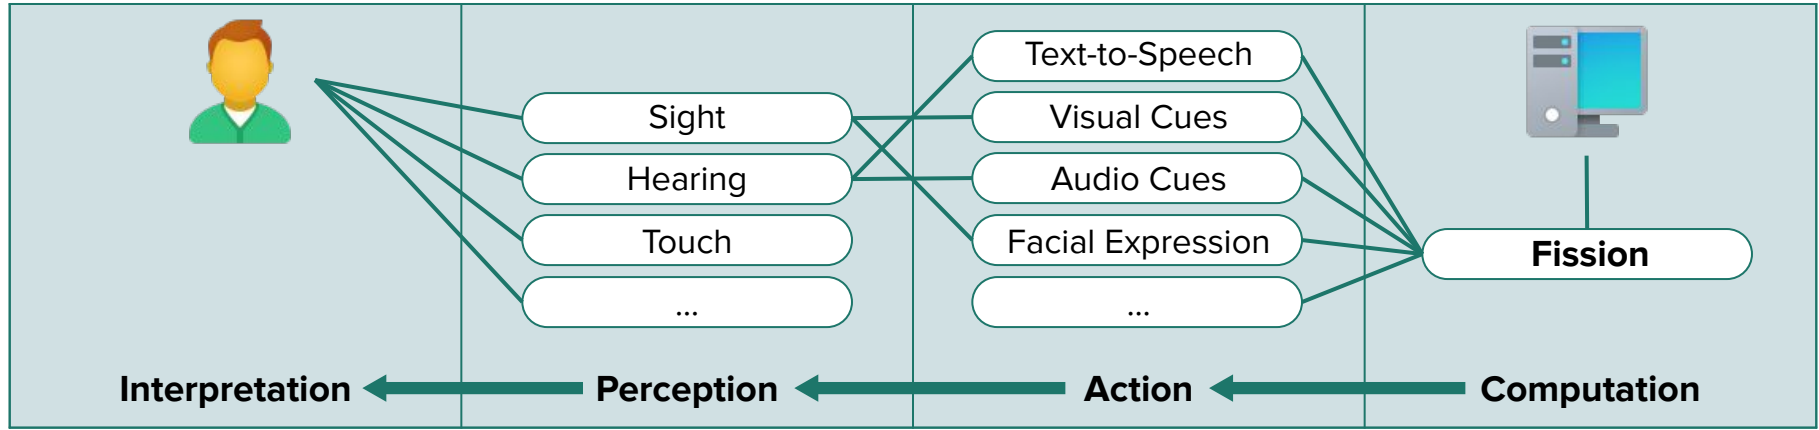 Sight
Hearing
Touch
...
Text-to-Speech
Visual Cues
Audio Cues
Facial Expression
...
Fission
Interpretation
Perception
Action
Computation